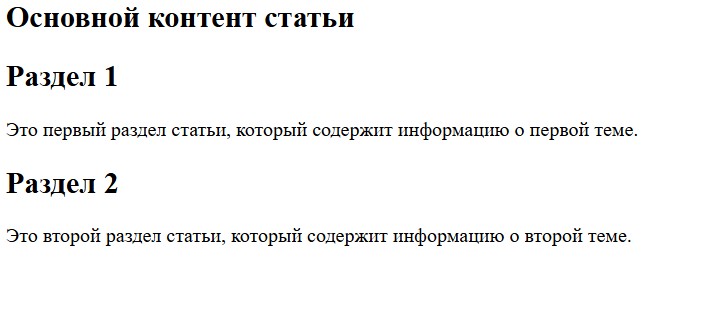 Основной контент статьи
Раздел 1
Это первый раздел статьи, который содержит информацию о первой теме.
Раздел 2
Это второй раздел статьи, который содержит информацию о второй теме.